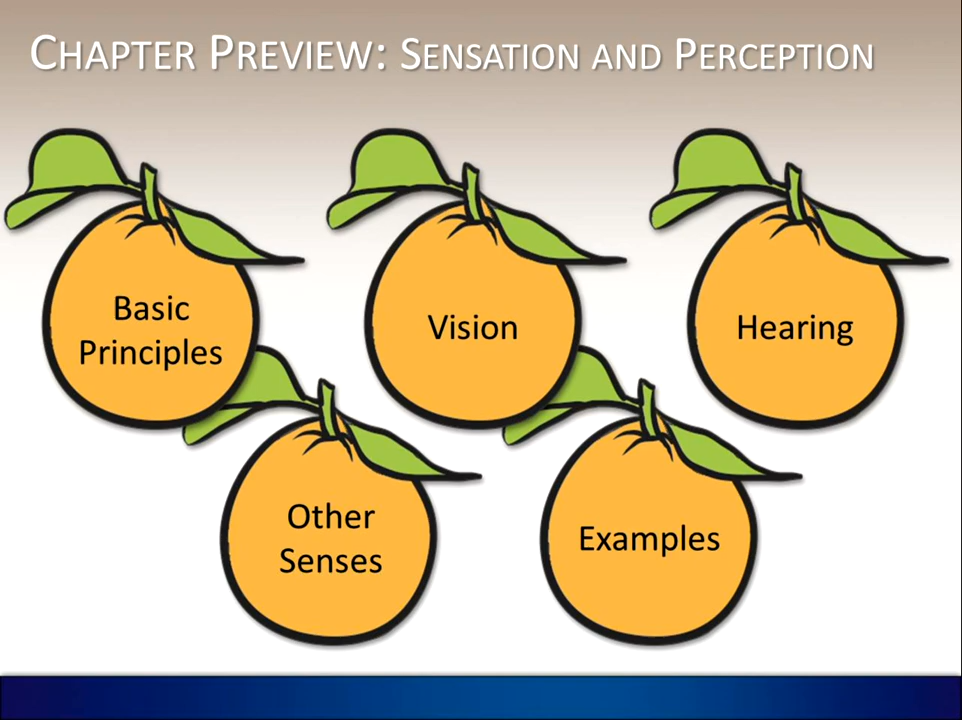 Chapter Preview: Sensation and Perception
Basic
Principles
Vision
Hearing
Other
Senses
Examples